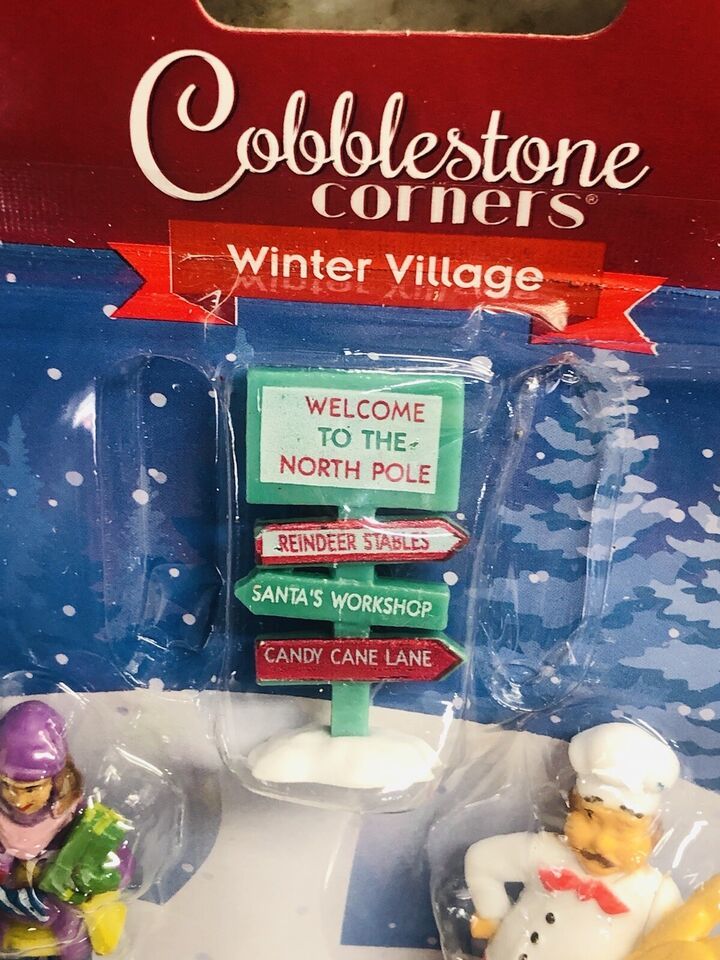 Cobblestone
corners®
Winter Village
WELCOME
TO THE
NORTH POLE
REINDEER STABLES
SANTA'S WORKSHOP
CANDY CANE LANE